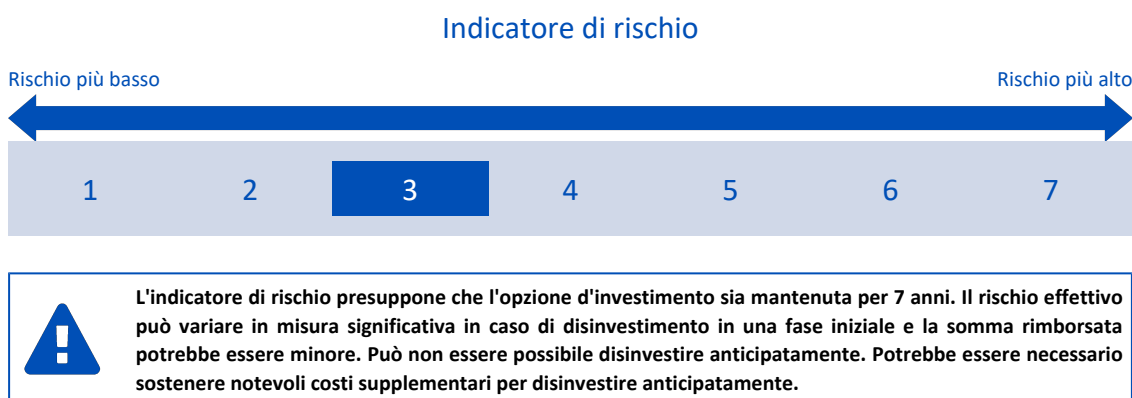 Indicatore di rischio
Rischio più basso
Rischio più alto
1 2 3 4 5 6 7
L'indicatore di rischio presuppone che l'opzione d'investimento sia mantenuta per 7 anni. Il rischio effettivo
può variare in misura significativa in caso di disinvestimento in una fase iniziale e la somma rimborsata
potrebbe essere minore. Può non essere possibile disinvestire anticipatamente. Potrebbe essere necessario
sostenere notevoli costi supplementari per disinvestire anticipatamente.